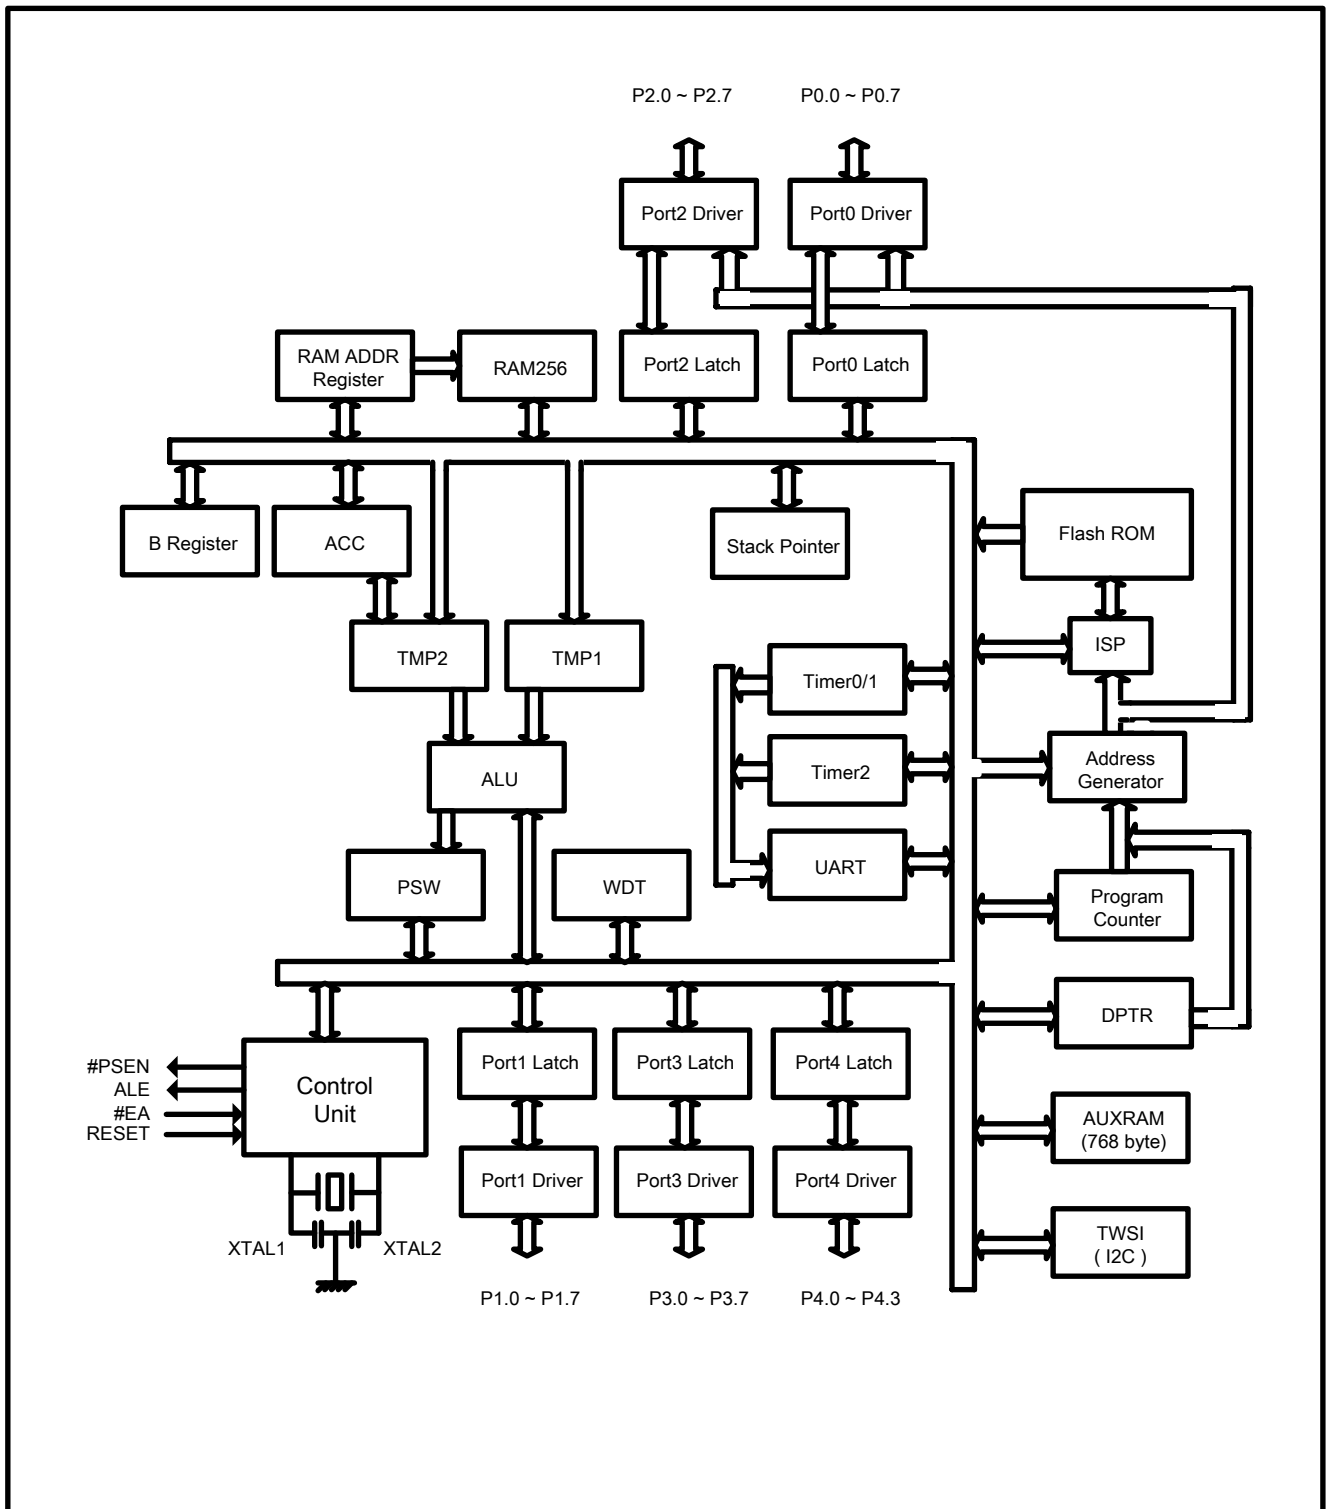 P2.0 ~ P2.7
P0.0 ~ P0.7
Port2 Driver
Port0 Driver
RAM ADDR
Register
RAM256
Port2 Latch
Port0 Latch
B Register
ACC
Stack Pointer
Flash ROM
TMP2
TMP1
ISP
Timer0/1
ALU
Timer2
Address
Generator
PSW
WDT
UART
Program
Counter
DPTR
#PSEN
ALE
#EA
RESET
Control
Unit
Port1 Latch
Port3 Latch
Port4 Latch
AUXRAM
(768 byte)
Port1 Driver
Port3 Driver
Port4 Driver
XTAL1
XTAL2
TWSI
( I2C )
P1.0 ~ P1.7
P3.0 ~ P3.7
P4.0 ~ P4.3